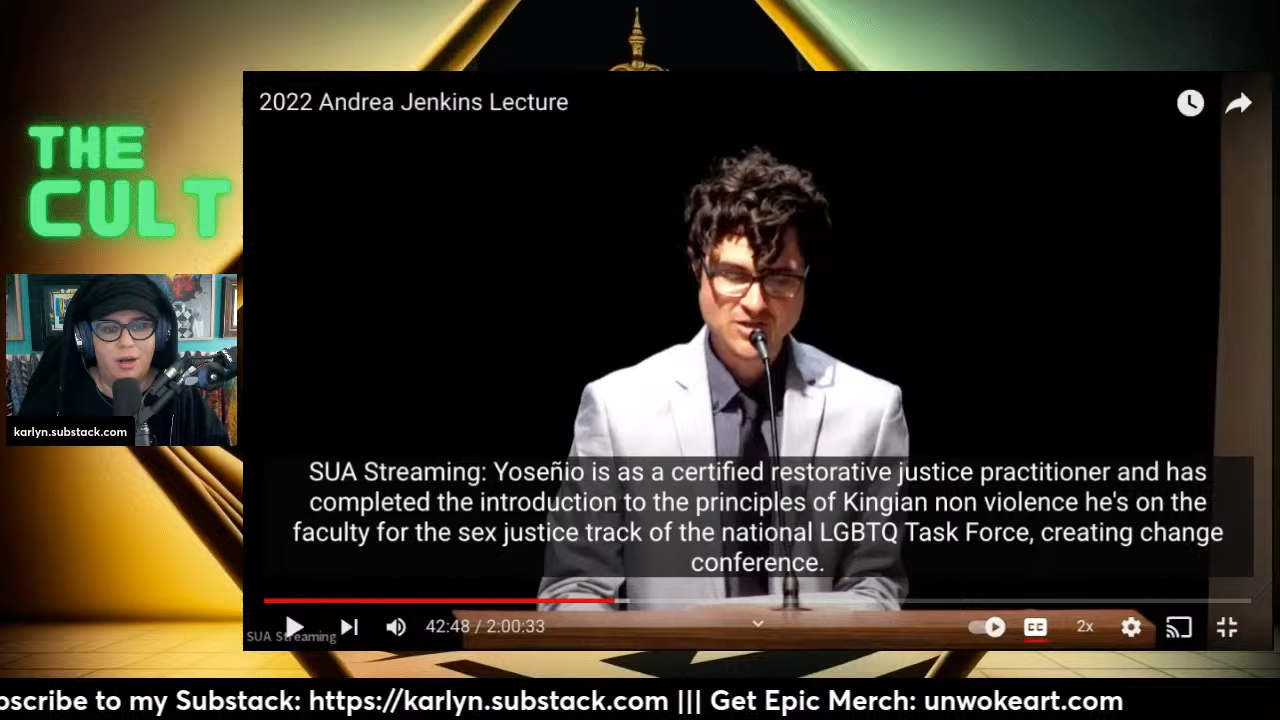 2022 Andrea Jenkins Lecture
THE
CULT
karlyn.substack.com
SUA Streaming: Yoseñio is as a certified restorative justice practitioner and has
completed the introduction to the principles of Kingian non violence he's on the
faculty for the sex justice track of the national LGBTQ Task Force, creating change
conference.
42:48 / 2:00:33
CC
2x
SUA Streaming
bscribe to my Substack: https://karlyn.substack.com ||| Get Epic Merch: unwokeart.com